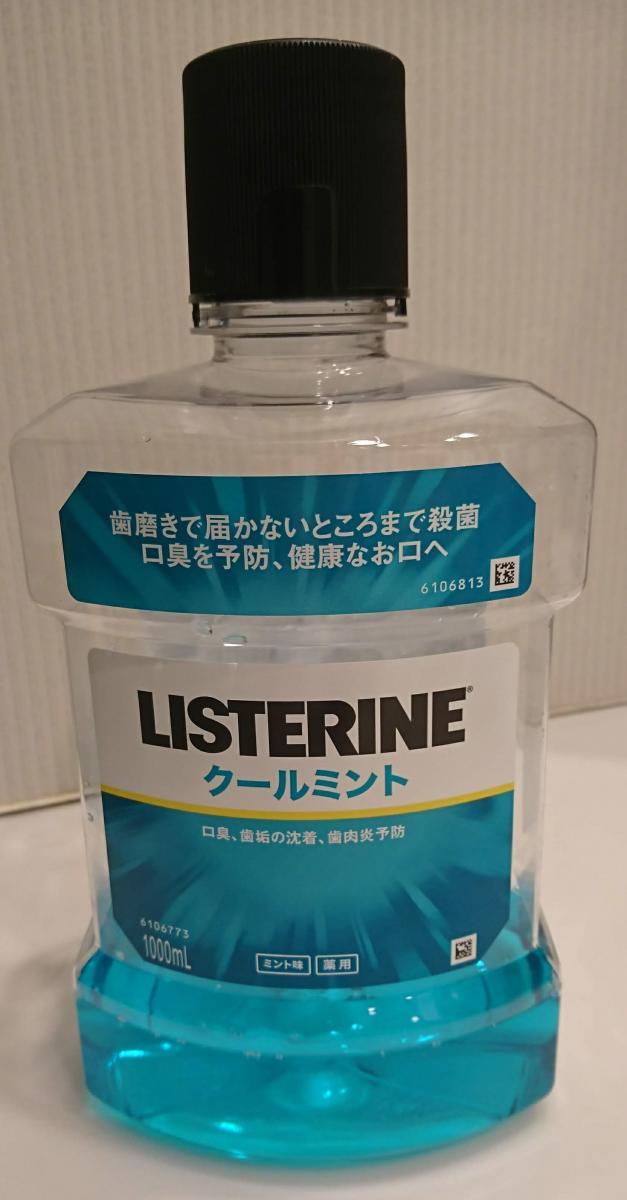 歯磨きで届かないところまで殺菌
口臭を予防、健康なお口へ
6106813
LISTERINE®
クールミント
口臭、歯垢の沈着、歯肉炎予防
6106773
1000mL
ミント味 薬用